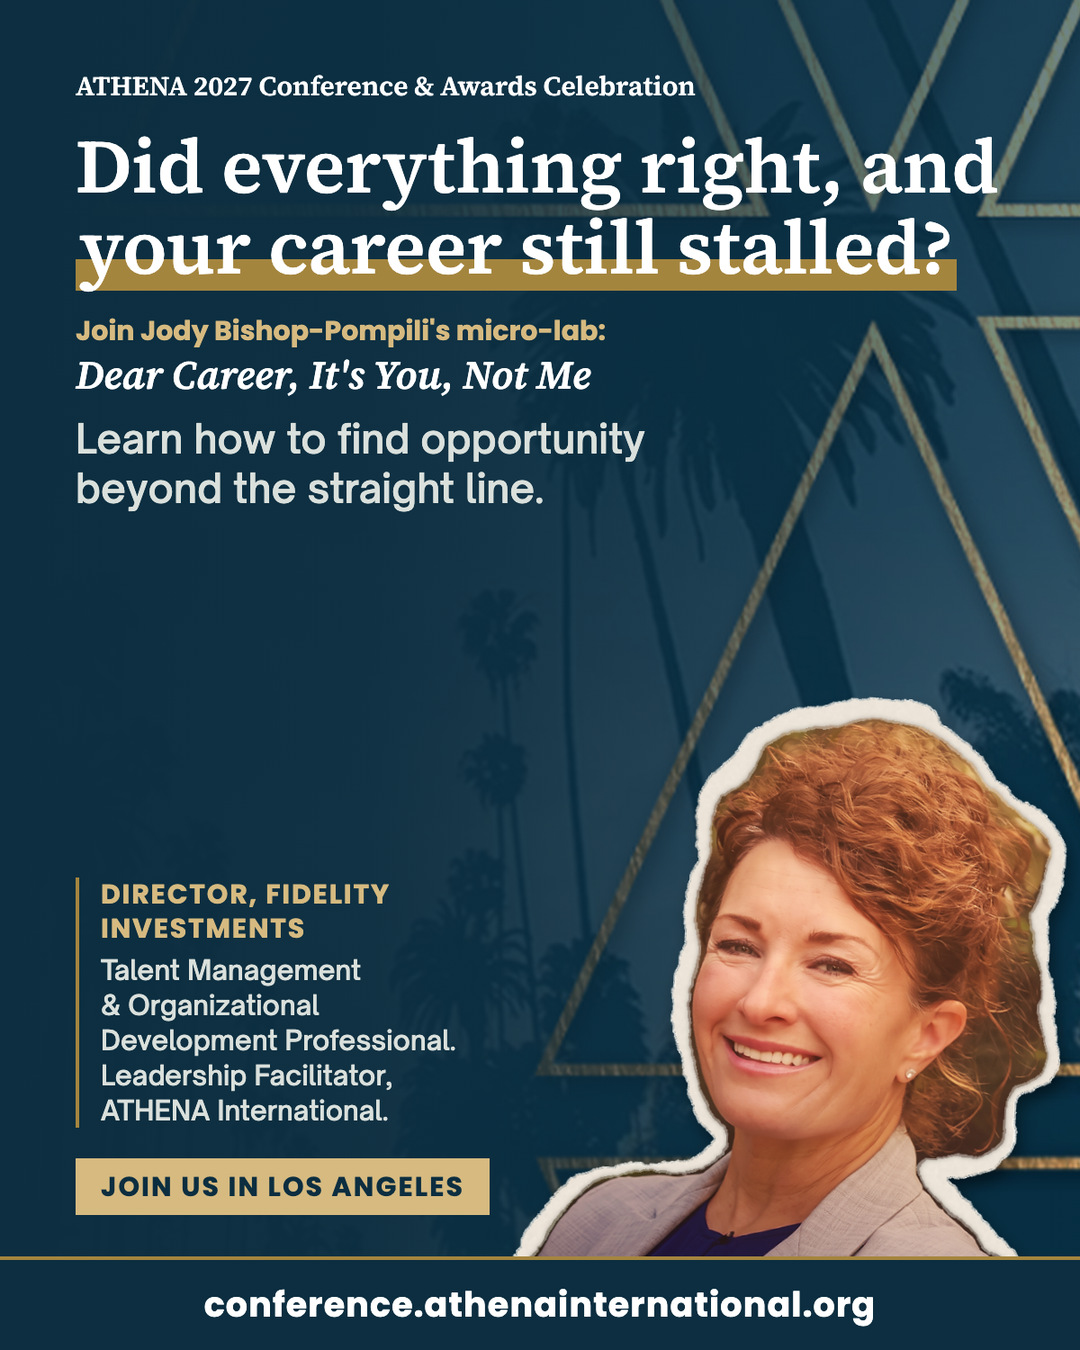 ATHENA 2027 Conference & Awards Celebration
Did everything right, and
your career still stalled?
Join Jody Bishop-Pompili's micro-lab:
Dear Career, It's You, Not Me
Learn how to find opportunity
beyond the straight line.
DIRECTOR, FIDELITY
INVESTMENTS
Talent Management
& Organizational
Development Professional.
Leadership Facilitator,
ATHENA International.
JOIN US IN LOS ANGELES
conference.athenainternational.org